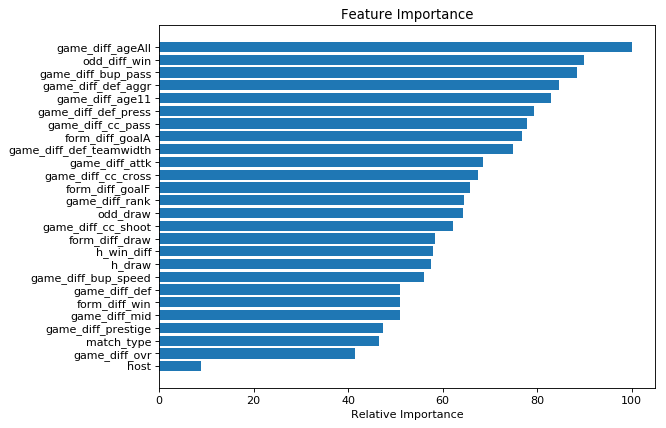 Feature Importance
game_diff_ageAll
odd_diff_win
game_diff_bup_pass
game_diff_def_aggr
game_diff_age11
game_diff_def_press
game_diff_cc_pass
form_diff_goalA
game_diff_def_teamwidth
game_diff_attk
game_diff_cc_cross
form_diff_goalF
game_diff_rank
odd_draw
game_diff_cc_shoot
form_diff_draw
h_win_diff
h_draw
game_diff_bup_speed
game_diff_def
form_diff_win
game_diff_mid
game_diff_prestige
match_type
game_diff_ovr
host
0 20 40 60 80 100
Relative Importance